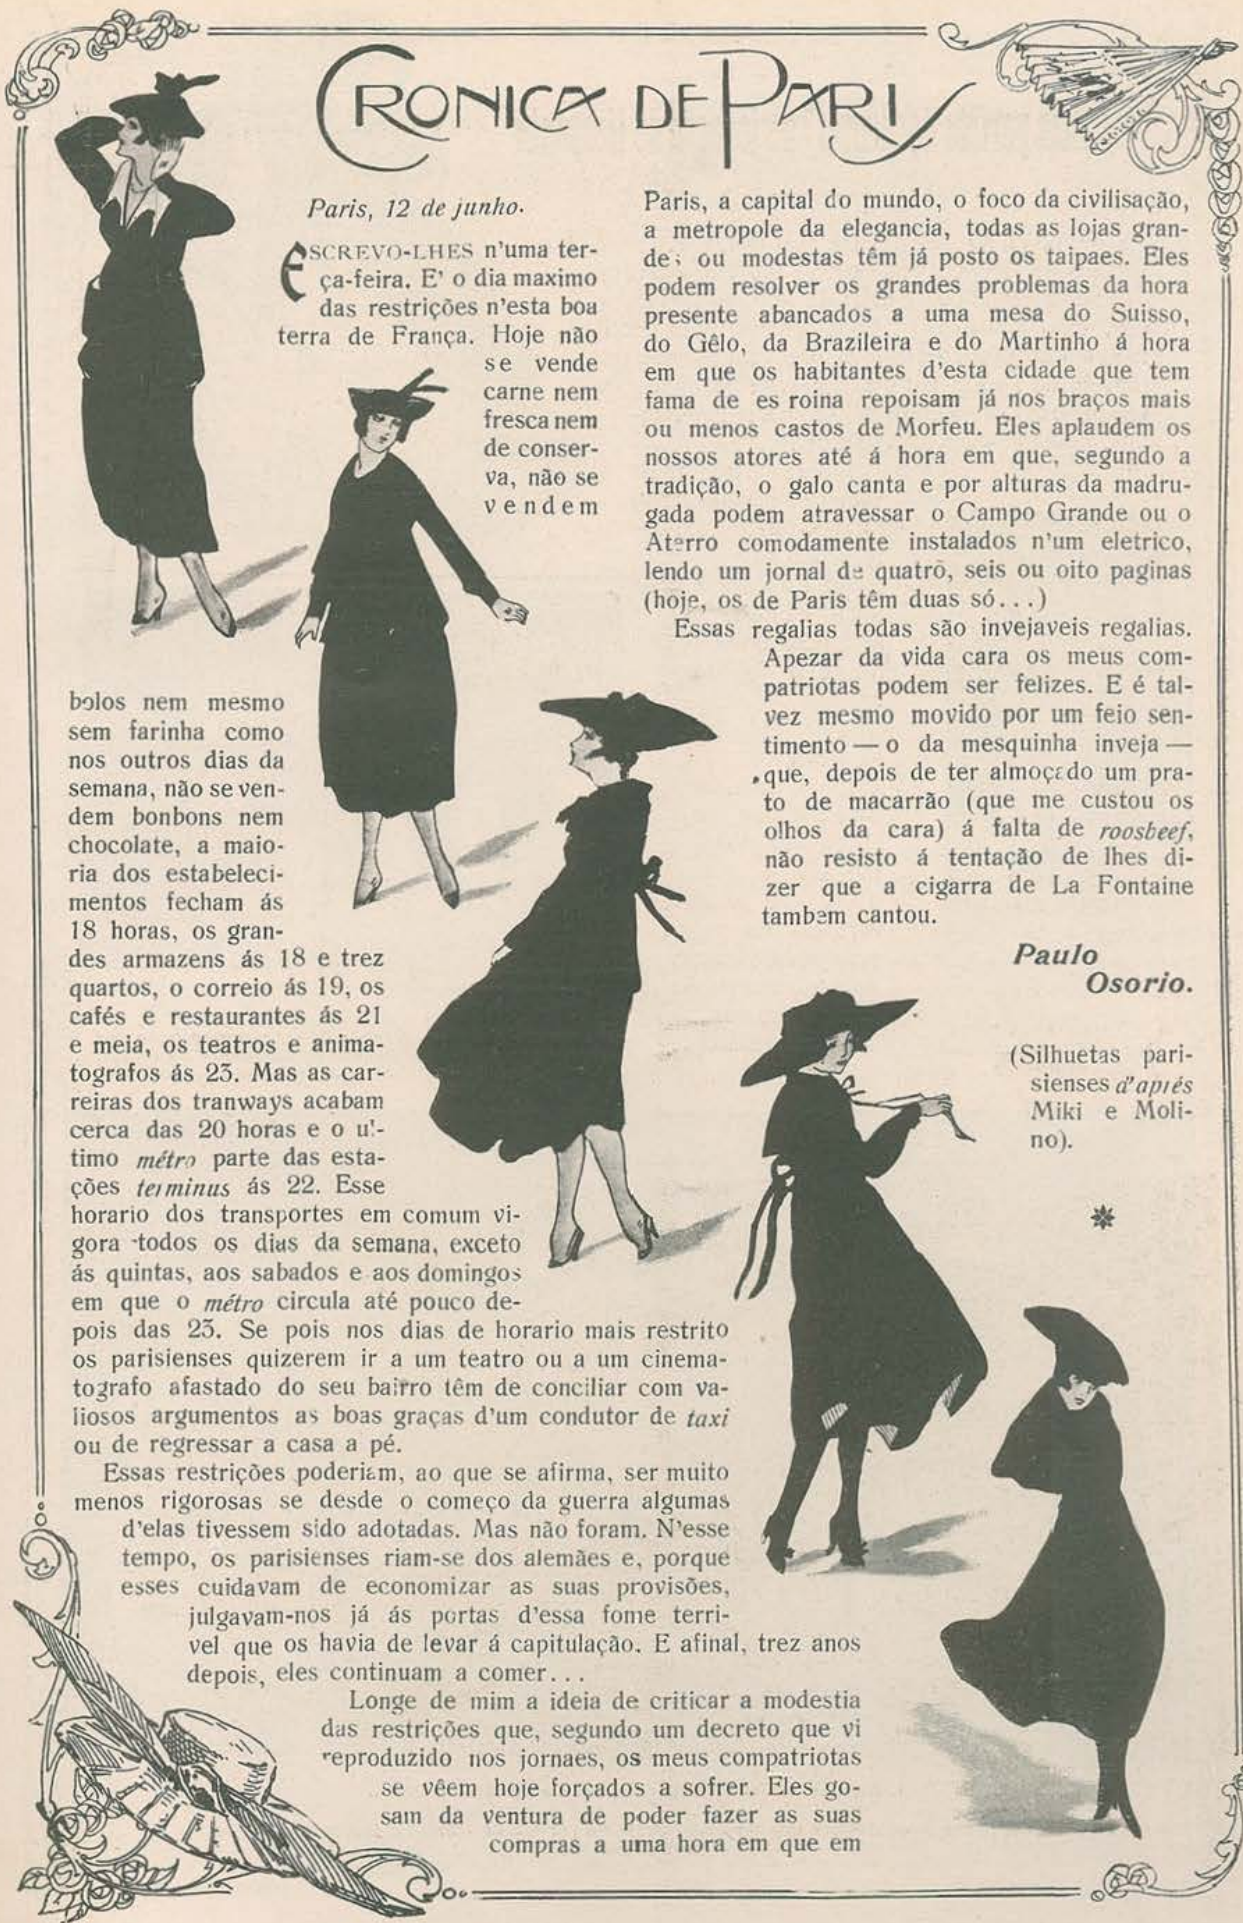 CRONICA DE PARIS
Paris, 12 de junho.
ESCREVO-LHES n'uma ter-
ça-feira. E' o dia maximo
das restrições n'esta boa
terra de França. Hoje não
se vende
carne nem
fresca nem
de conser-
va, não se
vendem
bolos nem mesmo
sem farinha como
nos outros dias da
semana, não se ven-
dem bonbons nem
chocolate, a maio-
ria dos estabeleci-
mentos fecham ás
18 horas, os gran-
des armazens ás 18 e trez
quartos, o correio ás 19, os
cafés e restaurantes ás 21
e meia, os teatros e anima-
tografos ás 23. Mas as car-
reiras dos tranways acabam
cerca das 20 horas e o ul-
timo métro parte das esta-
ções terminus ás 22. Esse
horario dos transportes em comum vi-
gora todos os dias da semana, exceto
ás quintas, aos sabados e aos domingos
em que o métro circula até pouco de-
pois das 23. Se pois nos dias de horario mais restrito
os parisienses quizerem ir a um teatro ou a um cinema-
tografo afastado do seu bairro têm de conciliar com va-
liosos argumentos as boas graças d'um condutor de taxi
ou de regressar a casa a pé.
Essas restrições poderiam, ao que se afirma, ser muito
menos rigorosas se desde o começo da guerra algumas
d'elas tivessem sido adotadas. Mas não foram. N'esse
tempo, os parisienses riam-se dos alemães e, porque
esses cuidavam de economizar as suas provisões,
julgavam-nos já ás portas d'essa fome terri-
vel que os havia de levar á capitulação. E afinal, trez anos
depois, eles continuam a comer...
Longe de mim a ideia de criticar a modestia
das restrições que, segundo um decreto que vi
reproduzido nos jornaes, os meus compatriotas
se vêem hoje forçados a sofrer. Eles go-
sam da ventura de poder fazer as suas
compras a uma hora em que em
Paris, a capital do mundo, o foco da civilisação,
a metropole da elegancia, todas as lojas gran-
des ou modestas têm já posto os taipaes. Eles
podem resolver os grandes problemas da hora
presente abancados a uma mesa do Suisso,
do Gêlo, da Brazileira e do Martinho á hora
em que os habitantes d'esta cidade que tem
fama de es roina repoisam já nos braços mais
ou menos castos de Morfeu. Eles aplaudem os
nossos atores até á hora em que, segundo a
tradição, o galo canta e por alturas da madru-
gada podem atravessar o Campo Grande ou o
Aterro comodamente instalados n'um eletrico,
lendo um jornal de quatro, seis ou oito paginas
(hoje, os de Paris têm duas só...)
Essas regalias todas são invejaveis regalias.
Apezar da vida cara os meus com-
patriotas podem ser felizes. E é tal-
vez mesmo movido por um feio sen-
timento — o da mesquinha inveja —
que, depois de ter almoçado um pra-
to de macarrão (que me custou os
olhos da cara) á falta de roosbeef,
não resisto á tentação de lhes di-
zer que a cigarra de La Fontaine
tambem cantou.
Paulo
Osorio.
(Silhuetas pari-
sienses d'après
Miki e Moli-
no).